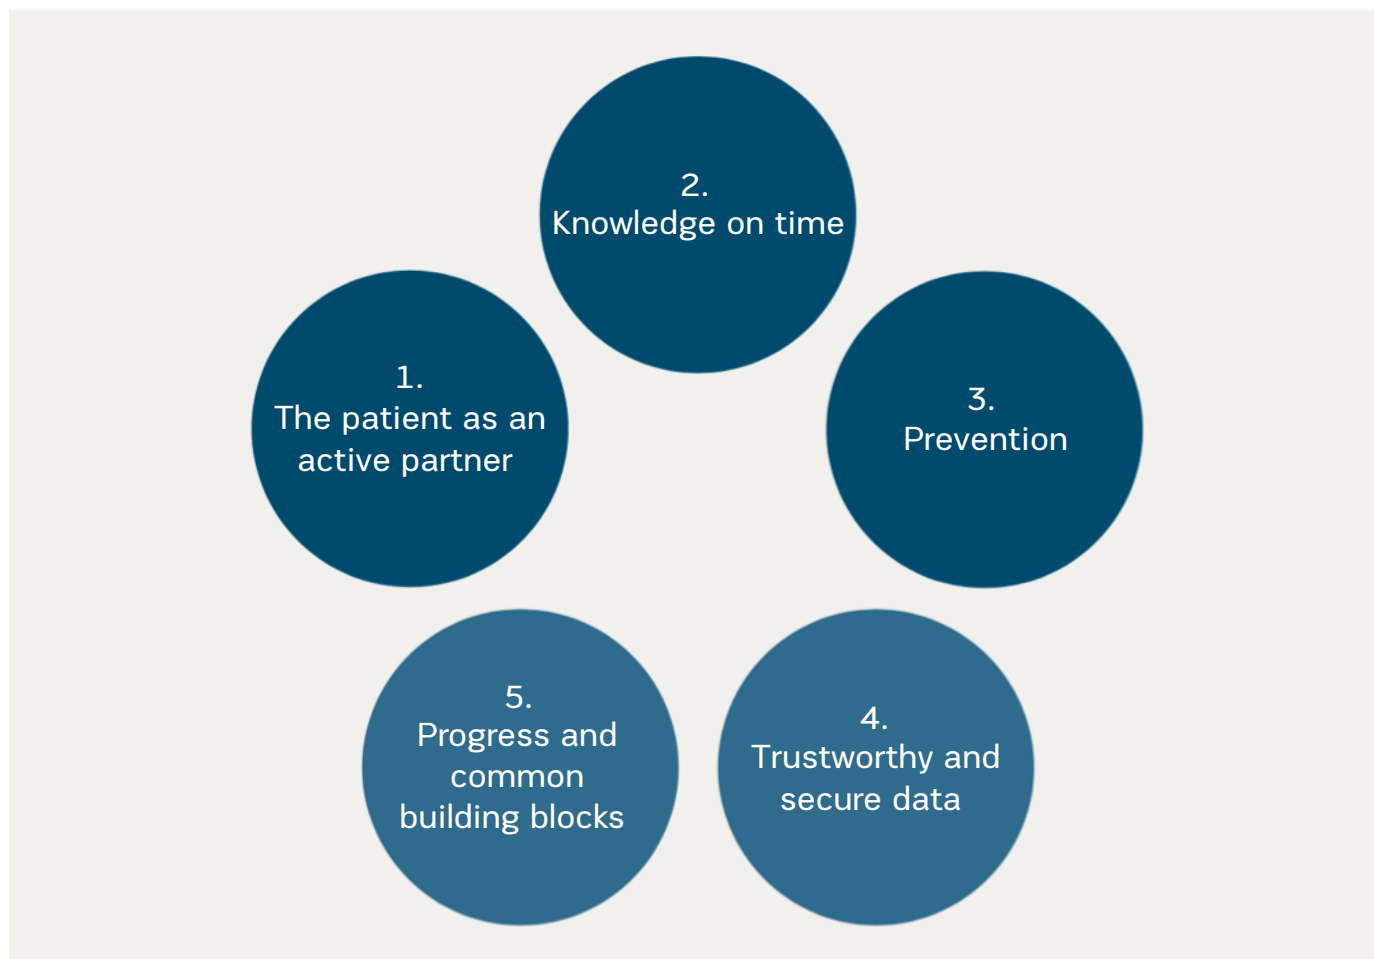 2.
Knowledge on time
1.
The patient as an
active partner
3.
Prevention
5.
Progress and
common
building blocks
4.
Trustworthy and
secure data